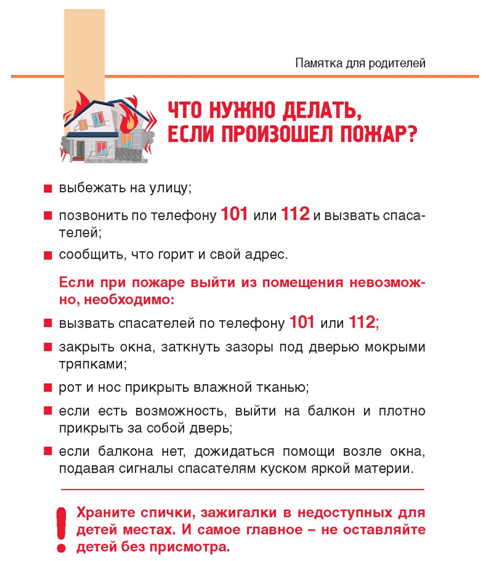 Памятка для родителей
ЧТО НУЖНО ДЕЛАТЬ,
ЕСЛИ ПРОИЗОШЕЛ ПОЖАР?
выбежать на улицу;
позвонить по телефону 101 или 112 и вызвать спаса-
телей;
сообщить, что горит и свой адрес.
Если при пожаре выйти из помещения невозмож-
но, необходимо:
вызвать спасателей по телефону 101 или 112;
закрыть окна, заткнуть зазоры под дверью мокрыми
тряпками;
рот и нос прикрыть влажной тканью;
если есть возможность, выйти на балкон и плотно
прикрыть за собой дверь;
если балкона нет, дожидаться помощи возле окна,
подавая сигналы спасателям куском яркой материи.
! Храните спички, зажигалки в недоступных для
детей местах. И самое главное – не оставляйте
детей без присмотра.